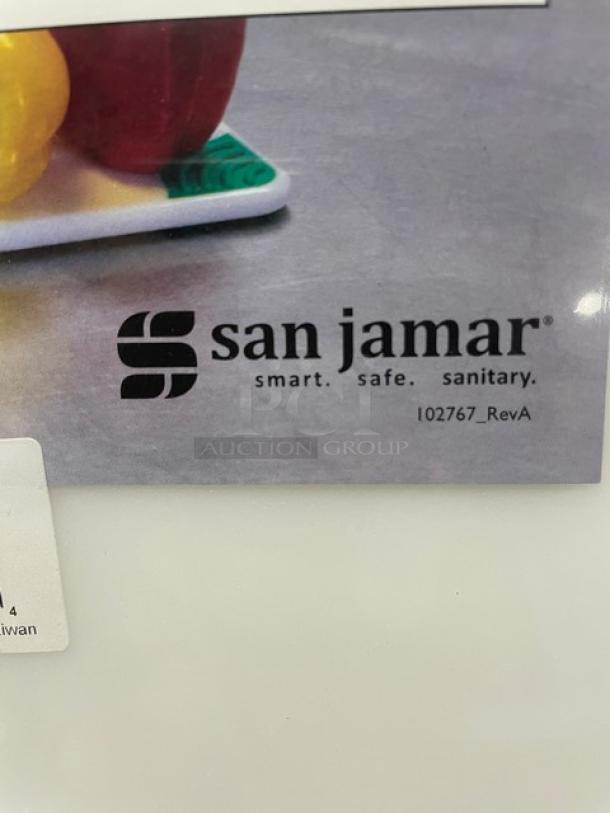 san jamar®
smart. safe. sanitary.
102767_RevA
PCI
AUCTION GROUP
4
iwan